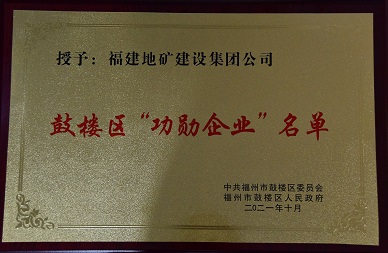 授予：福建地矿建设集团公司
鼓楼区“功勋企业”名单
中共福州市鼓楼区委员会
福州市鼓楼区人民政府
二〇二一年十月